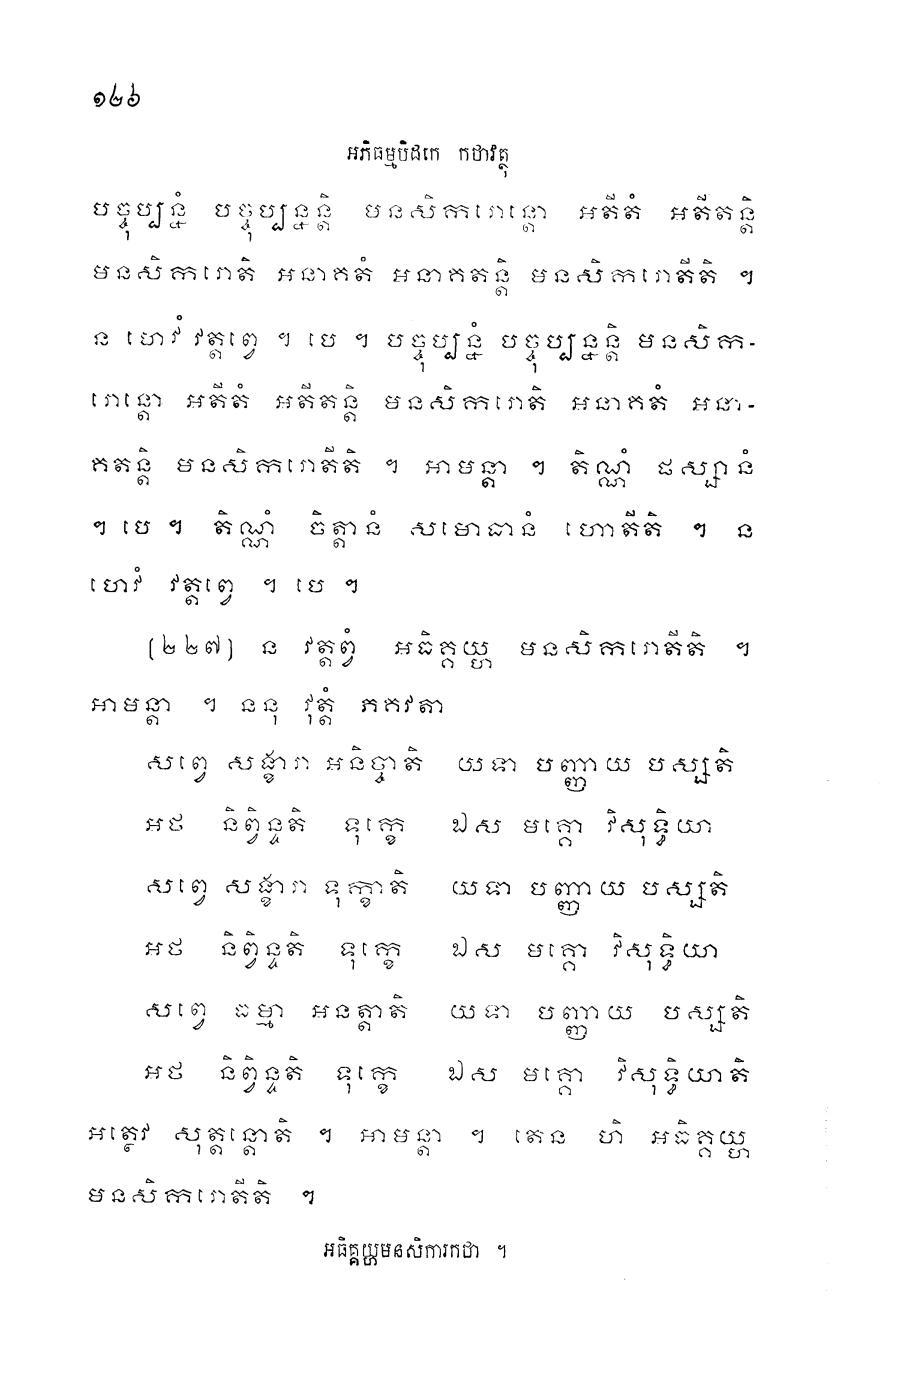 ១៤៦
អភិធម្មបិដកេ កថាវត្ថុ
បច្ចុប្បន្នំ បច្ចុប្បន្នន្តិ មនសិករោន្តោ អតីតំ អតីតន្តិ
មនសិករោតិ អនាគតំ អនាគតន្តិ មនសិករោតីតិ ។
ន ហេវំ វត្តព្វេ ។ បេ ។ បច្ចុប្បន្នំ បច្ចុប្បន្នន្តិ មនសិក-
រោន្តោ អតីតំ អតីតន្តិ មនសិករោតិ អនាគតំ អនា-
គតន្តិ មនសិករោតីតិ ។ អាមន្តា ។ តិណ្ណំ ផស្សានំ
។ បេ ។ តិណ្ណំ ចិត្តានំ សមោធានំ ហោតីតិ ។ ន
ហេវំ វត្តព្វេ ។ បេ ។
(២២៧) ន វត្តព្វំ អធិគ្គយ្ហ មនសិករោតីតិ ។
អាមន្តា ។ ននុ វុត្តំ ភគវតា
សព្វេ សង្ខារា អនិច្ចាតិ យទា បញ្ញាយ បស្សតិ
អថ និព្វិន្ទតិ ទុក្ខេ ឯស មគ្គោ វិសុទ្ធិយា
សព្វេ សង្ខារា ទុក្ខាតិ យទា បញ្ញាយ បស្សតិ
អថ និព្វិន្ទតិ ទុក្ខេ ឯស មគ្គោ វិសុទ្ធិយា
សព្វេ ធម្មា អនត្តាតិ យទា បញ្ញាយ បស្សតិ
អថ និព្វិន្ទតិ ទុក្ខេ ឯស មគ្គោ វិសុទ្ធិយាតិ
អត្ថេវ សុត្តន្តោតិ ។ អាមន្តា ។ តេន ហិ អធិគ្គយ្ហ
មនសិករោតីតិ ។
អធិគ្គយ្ហមនសិការកថា ។